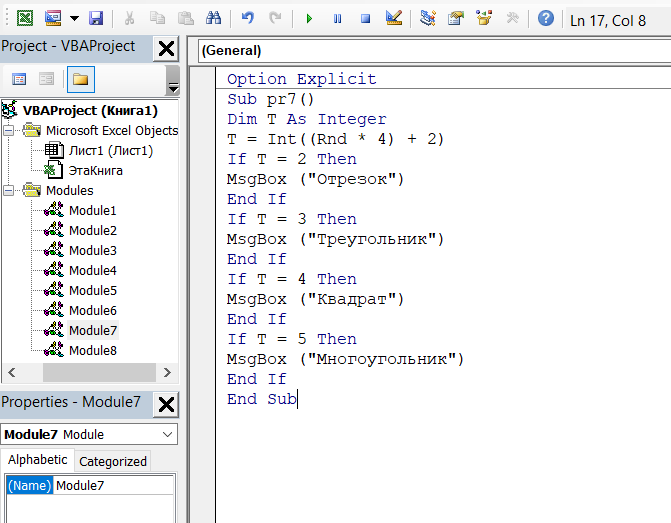 Ln 17, Col 8
Project - VBAProject
(General)
VBAProject (Книга1)
Microsoft Excel Objects
Лист1 (Лист1)
ЭтаКнига
Modules
Module1
Module2
Module3
Module4
Module5
Module6
Module7
Module8
Properties - Module7
Module7 Module
Alphabetic Categorized
(Name) Module7
Option Explicit
Sub pr7()
Dim T As Integer
T = Int((Rnd * 4) + 2)
If T = 2 Then
MsgBox ("Отрезок")
End If
If T = 3 Then
MsgBox ("Треугольник")
End If
If T = 4 Then
MsgBox ("Квадрат")
End If
If T = 5 Then
MsgBox ("Многоугольник")
End If
End Sub